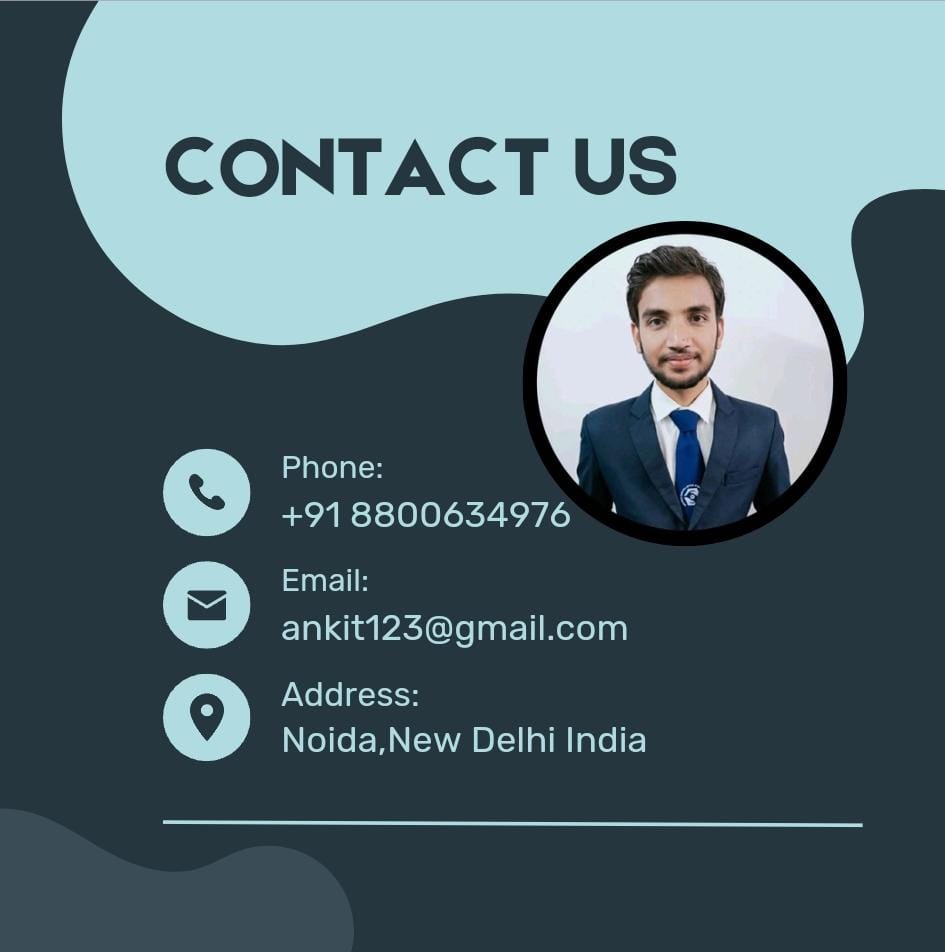 CONTACT US
Phone:
+91 8800634976
Email:
ankit123@gmail.com
Address:
Noida,New Delhi India